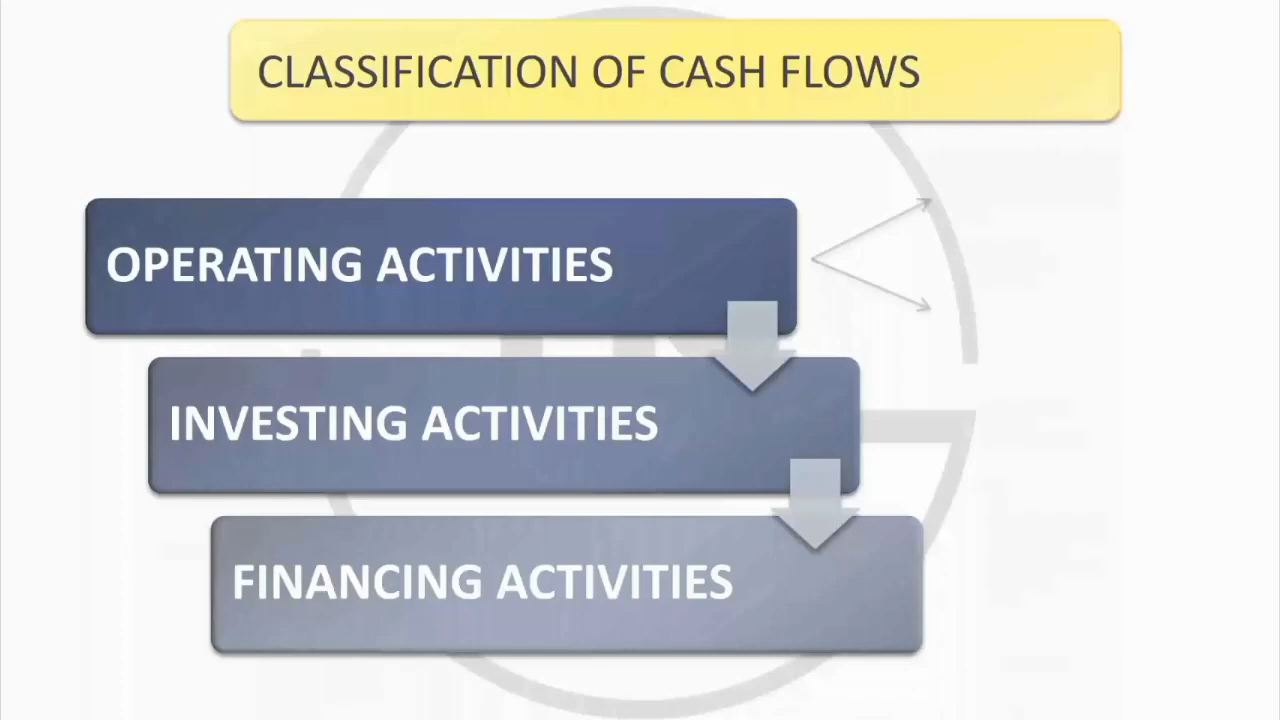 CLASSIFICATION OF CASH FLOWS
OPERATING ACTIVITIES
INVESTING ACTIVITIES
FINANCING ACTIVITIES